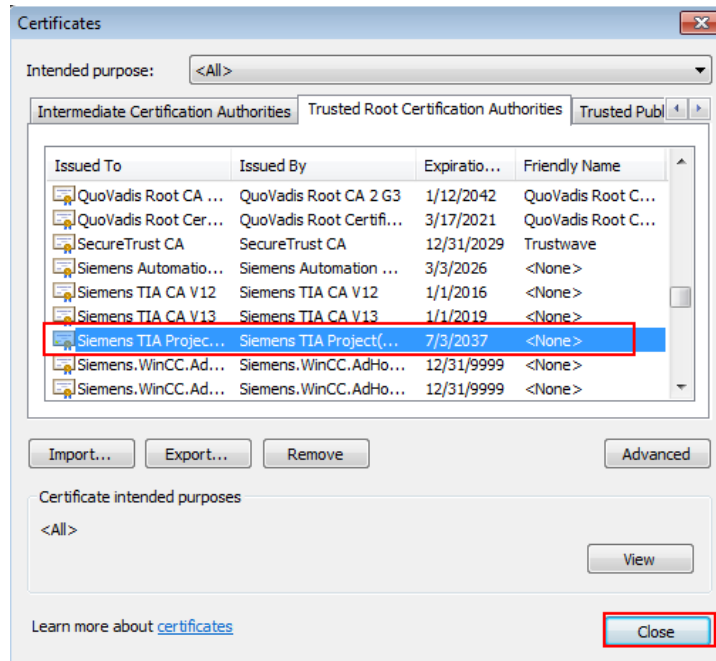 Certificates
Intended purpose: <All>
Intermediate Certification Authorities Trusted Root Certification Authorities Trusted Publ
Issued To Issued By Expiratio... Friendly Name
QuoVadis Root CA ... QuoVadis Root CA 2 G3 1/12/2042 QuoVadis Root C...
QuoVadis Root Cer... QuoVadis Root Certifi... 3/17/2021 QuoVadis Root C...
SecureTrust CA SecureTrust CA 12/31/2029 Trustwave
Siemens Automatio... Siemens Automation ... 3/3/2026 <None>
Siemens TIA CA V12 Siemens TIA CA V12 1/1/2016 <None>
Siemens TIA CA V13 Siemens TIA CA V13 1/1/2019 <None>
Siemens TIA Projec... Siemens TIA Project(... 7/3/2037 <None>
Siemens.WinCC.Ad... Siemens.WinCC.AdHo... 12/31/9999 <None>
Siemens.WinCC.Ad... Siemens.WinCC.AdHo... 12/31/9999 <None>
Import... Export... Remove Advanced
Certificate intended purposes
<All>
View
Learn more about certificates
Close